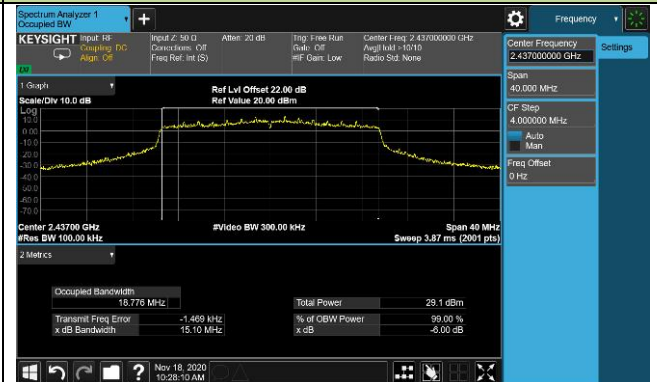 Spectrum Analyzer 1
Occupied BW
+
Frequency
KEYSIGHT
Input: RF
Coupling: DC
Align: Off
Input Z: 50 Ω
Corrections: Off
Freq Ref: Int (S)
Atten: 20 dB
Trig: Free Run
Gate: Off
#IF Gain: Low
Center Freq: 2.437000000 GHz
Avg|Hold:>10/10
Radio Std: None
Center Frequency
2.437000000 GHz
Settings
Span
40.000 MHz
CF Step
4.000000 MHz
Auto
Man
Freq Offset
0 Hz
1 Graph
Scale/Div 10.0 dB
Ref Lvl Offset 22.00 dB
Ref Value 20.00 dBm
Log
10.0
0.00
-10.0
-20.0
-30.0
-40.0
-50.0
-60.0
-70.0
Center 2.43700 GHz
#Video BW 300.00 kHz
Span 40 MHz
#Res BW 100.00 kHz
Sweep 3.87 ms (2001 pts)
2 Metrics
Occupied Bandwidth
18.776 MHz
Total Power 29.1 dBm
Transmit Freq Error -1.469 kHz
% of OBW Power 99.00 %
x dB Bandwidth 15.10 MHz
x dB -6.00 dB
?
Nov 18, 2020
10:28:10 AM